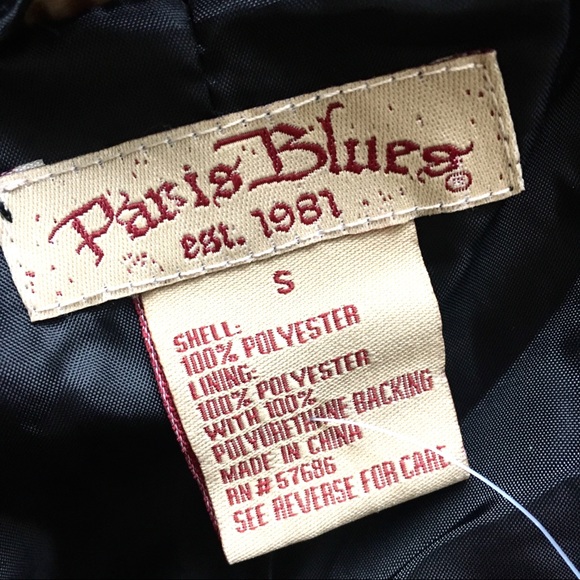 Paris Blues®
est. 1981
S
SHELL:
100% POLYESTER
LINING:
100% POLYESTER
WITH 100%
POLYURETHANE BACKING
MADE IN CHINA
RN # 57686
SEE REVERSE FOR CARE